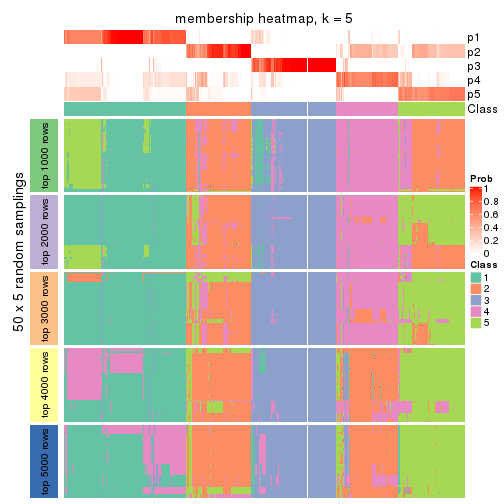 membership heatmap, k = 5
p1
p2
p3
p4
p5
Class
50 x 5 random samplings
top 1000 rows
top 2000 rows
top 3000 rows
top 4000 rows
top 5000 rows
Prob
1
0.8
0.6
0.4
0.2
0
Class
1
2
3
4
5